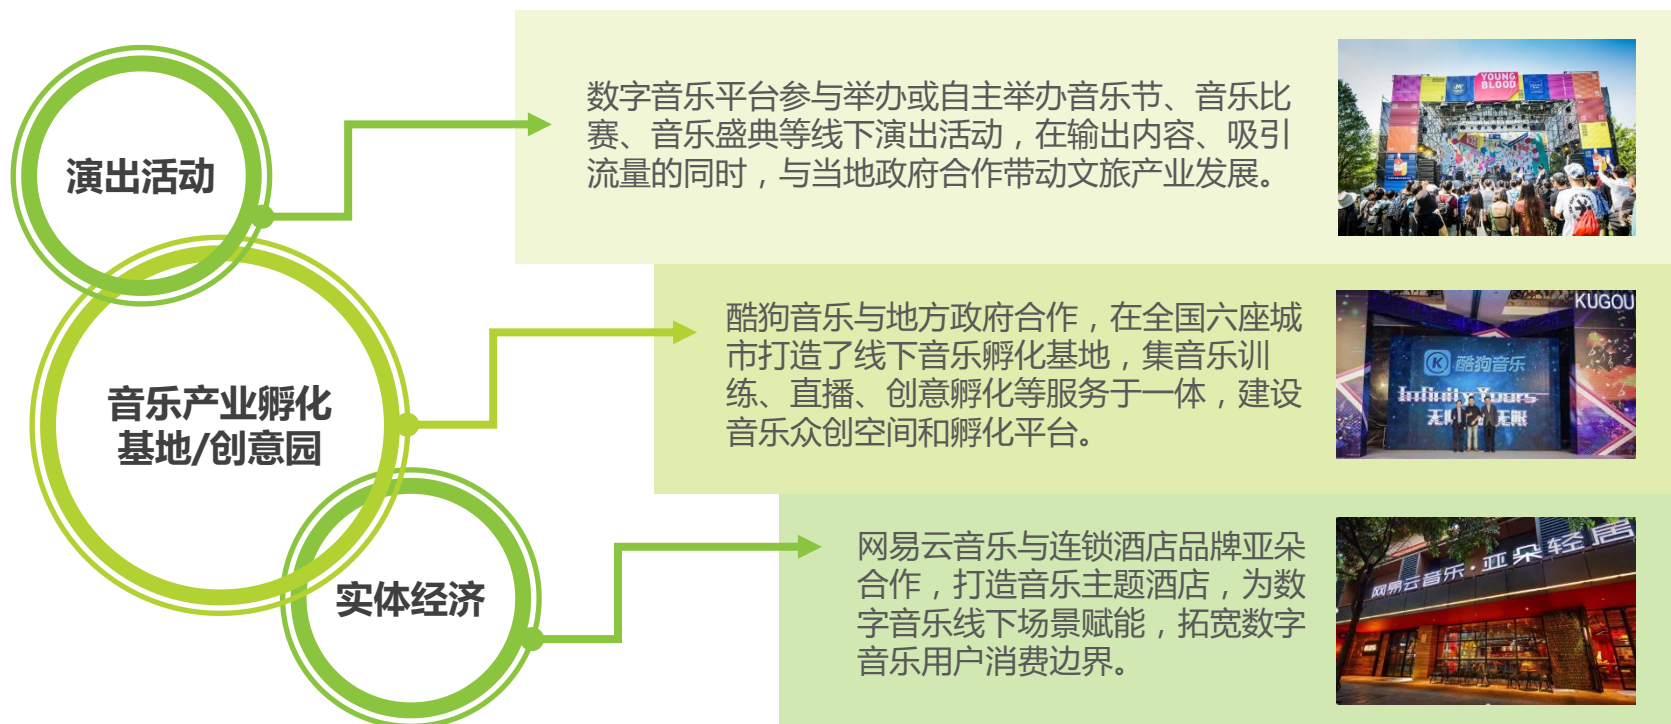 演出活动
数字音乐平台参与举办或自主举办音乐节、音乐比
赛、音乐盛典等线下演出活动，在输出内容、吸引
流量的同时，与当地政府合作带动文旅产业发展。
YOUNG
BLOOD
音乐产业孵化
基地/创意园
酷狗音乐与地方政府合作，在全国六座城
市打造了线下音乐孵化基地，集音乐训
练、直播、创意孵化等服务于一体，建设
音乐众创空间和孵化平台。
KUGOU
K 酷狗音乐
Infinity Yours
实体经济
网易云音乐与连锁酒店品牌亚朵
合作，打造音乐主题酒店，为数
字音乐线下场景赋能，拓宽数字
音乐用户消费边界。
网易云音乐·亚朵轻居